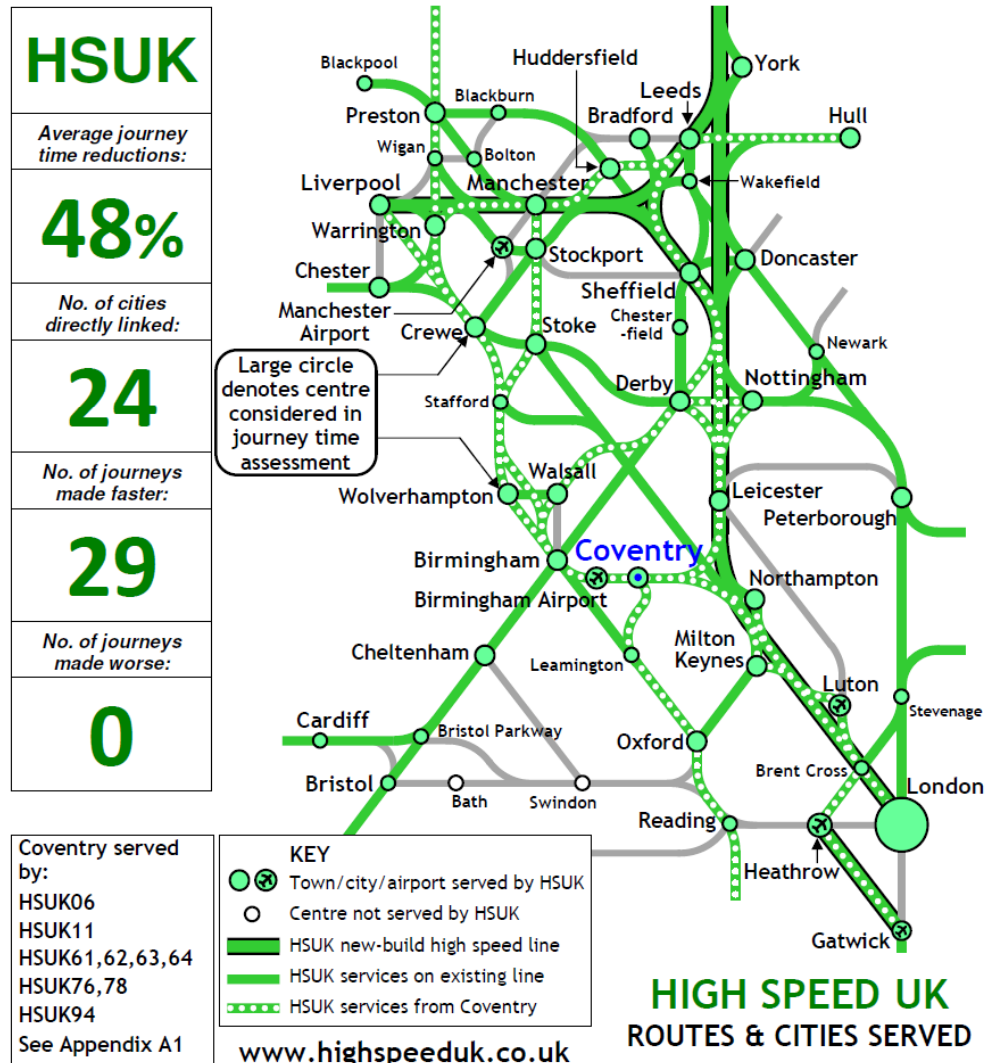 HSUK
Average journey
time reductions:
48%
No. of cities
directly linked:
24
No. of journeys
made faster:
29
No. of journeys
made worse:
0
Coventry served
by:
HSUK06
HSUK11
HSUK61,62,63,64
HSUK76,78
HSUK94
See Appendix A1
Blackpool
Huddersfield
York
Leeds
Preston
Blackburn
Bradford
Hull
Wigan
Bolton
Liverpool
Manchester
Wakefield
Warrington
Stockport
Doncaster
Chester
Manchester
Airport
Sheffield
Chester
-field
Crewe
Stoke
Newark
Large circle
denotes centre
considered in
journey time
assessment
Derby
Nottingham
Stafford
Walsall
Wolverhampton
Leicester
Peterborough
Birmingham
Coventry
Birmingham Airport
Northampton
Cheltenham
Leamington
Milton
Keynes
Luton
Stevenage
Cardiff
Bristol Parkway
Oxford
Brent Cross
Bristol
Bath
Swindon
London
Reading
Heathrow
Gatwick
KEY
Town/city/airport served by HSUK
Centre not served by HSUK
HSUK new-build high speed line
HSUK services on existing line
HSUK services from Coventry
www.highspeeduk.co.uk
HIGH SPEED UK
ROUTES & CITIES SERVED